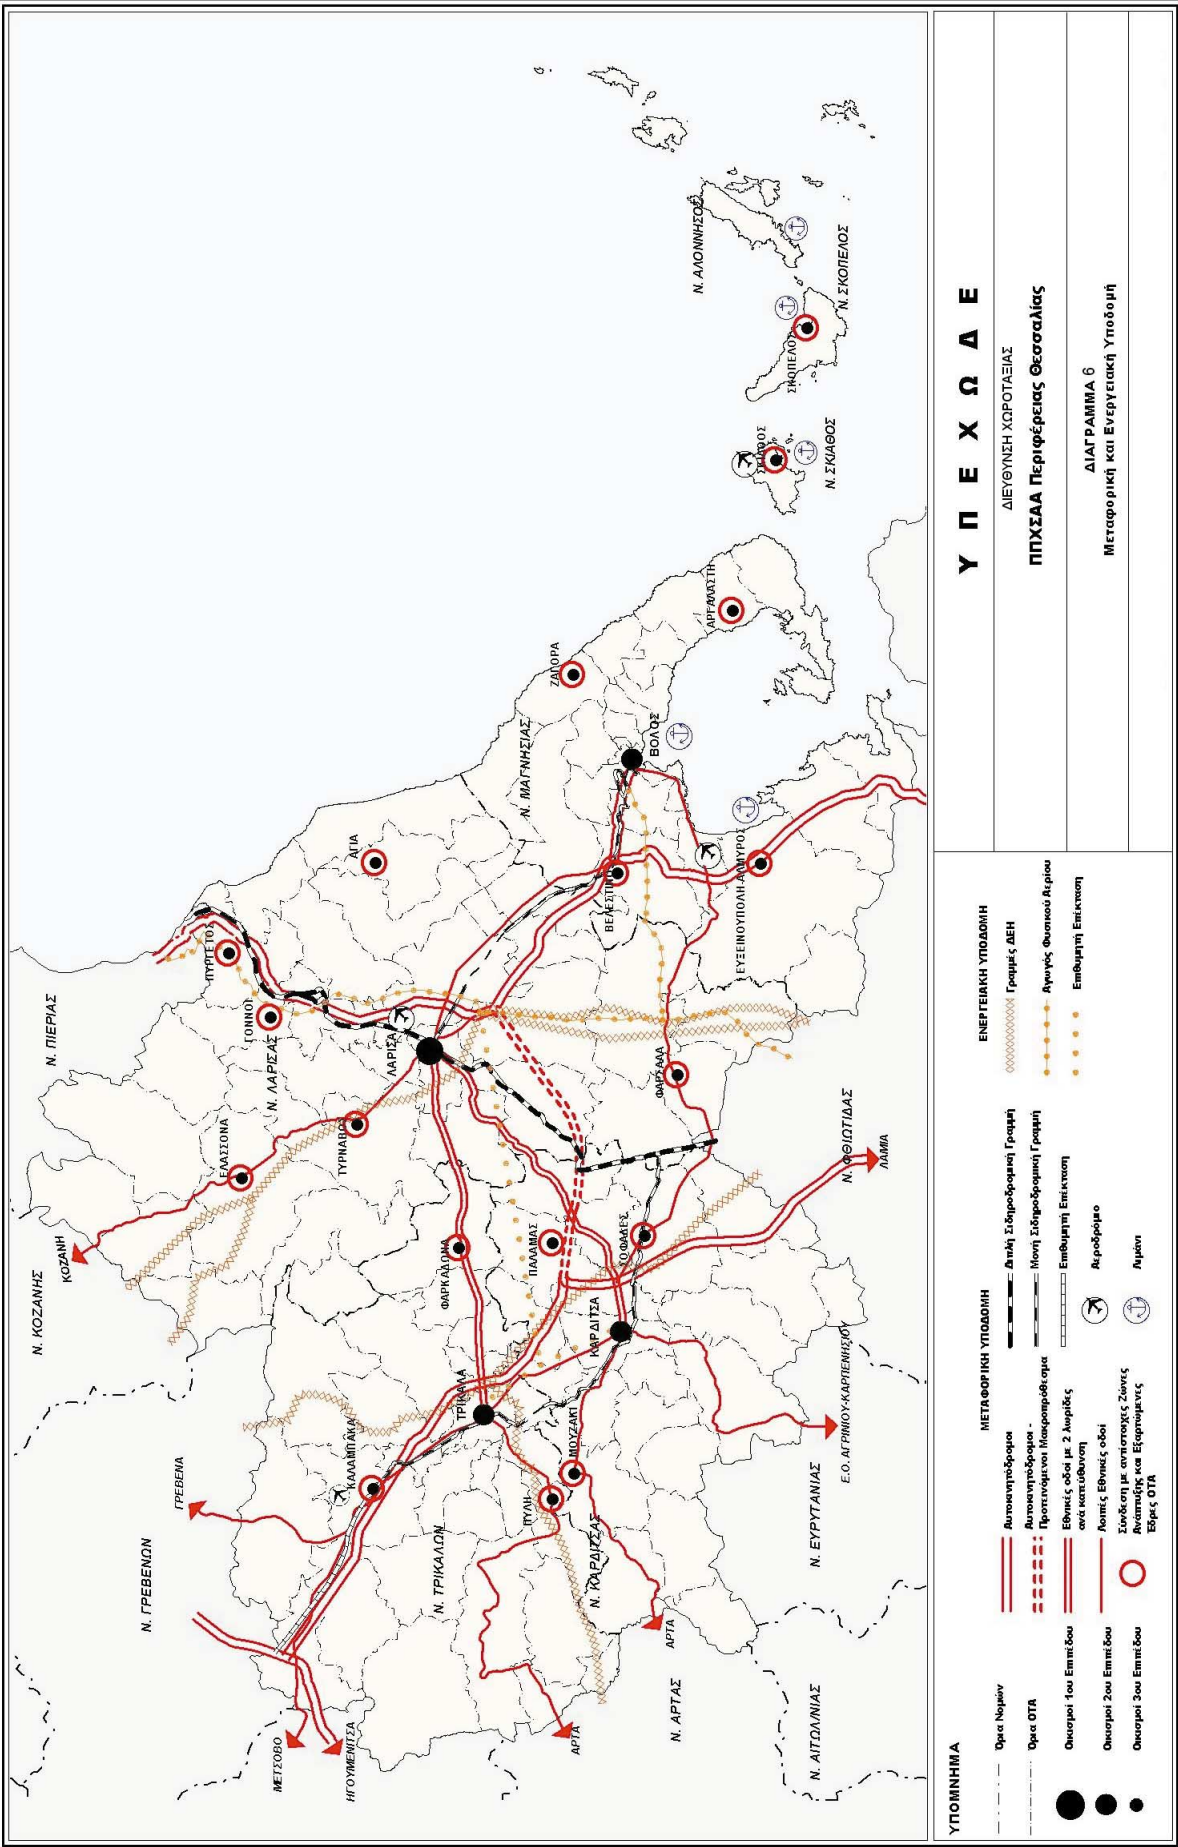 Υ Π Ε Χ Ω Δ Ε
ΔΙΕΥΘΥΝΣΗ ΧΩΡΟΤΑΞΙΑΣ
ΠΠΧΣΑΑ Περιφέρειας Θεσσαλίας
ΔΙΑΓΡΑΜΜΑ 6
Μεταφορική και Ενεργειακή Υποδομή
ΥΠΟΜΝΗΜΑ
Όρια Νομών
Όρια ΟΤΑ
Οικισμοί 1ου Επιπέδου
Οικισμοί 2ου Επιπέδου
Οικισμοί 3ου Επιπέδου
ΜΕΤΑΦΟΡΙΚΗ ΥΠΟΔΟΜΗ
Αυτοκινητόδρομοι
Αυτοκινητόδρομοι -
Προτεινόμενοι Μακροπρόθεσμα
Εθνικές οδοί με 2 λωρίδες
ανά κατεύθυνση
Λοιπές Εθνικές οδοί
Σύνδεση με αντίστοιχες Ζώνες
Ανάπτυξης και Εξαρτώμενες
Έδρες ΟΤΑ
Διπλή Σιδηροδρομική Γραμμή
Μονή Σιδηροδρομική Γραμμή
Επιθυμητή Επέκταση
Αεροδρόμιο
Λιμάνι
ΕΝΕΡΓΕΙΑΚΗ ΥΠΟΔΟΜΗ
Γραμμές ΔΕΗ
Αγωγός Φυσικού Αερίου
Επιθυμητή Επέκταση
Ν. ΚΟΖΑΝΗΣ
ΚΟΖΑΝΗ
Ν. ΠΙΕΡΙΑΣ
Ν. ΓΡΕΒΕΝΩΝ
ΓΡΕΒΕΝΑ
ΕΛΑΣΣΟΝΑ
ΠΥΡΓΕΤΟΣ
ΓΟΝΝΟΙ
Ν. ΛΑΡΙΣΑΣ
ΤΥΡΝΑΒΟΣ
ΛΑΡΙΣΑ
ΑΓΙΑ
ΜΕΤΣΟΒΟ
ΗΓΟΥΜΕΝΙΤΣΑ
ΚΑΛΑΜΠΑΚΑ
Ν. ΤΡΙΚΑΛΩΝ
ΤΡΙΚΑΛΑ
ΦΑΡΚΑΔΩΝΑ
ΠΑΛΑΜΑΣ
ΠΥΛΗ
ΜΟΥΖΑΚΙ
ΚΑΡΔΙΤΣΑ
ΣΟΦΑΔΕΣ
Ν. ΚΑΡΔΙΤΣΑΣ
ΑΡΤΑ
ΑΡΤΑ
Ν. ΑΡΤΑΣ
Ν. ΑΙΤΩΛ/ΝΙΑΣ
Ν. ΕΥΡΥΤΑΝΙΑΣ
Ε.Ο. ΑΓΡΙΝΙΟΥ-ΚΑΡΠΕΝΗΣΙΟΥ
ΛΑΜΙΑ
Ν. ΦΘΙΩΤΙΔΑΣ
ΦΑΡΣΑΛΑ
ΒΕΛΕΣΤΙΝΟ
ΕΥΞΕΙΝΟΥΠΟΛΗ-ΑΛΜΥΡΟΣ
Ν. ΜΑΓΝΗΣΙΑΣ
ΒΟΛΟΣ
ΖΑΓΟΡΑ
ΑΡΓΑΛΑΣΤΗ
ΣΚΙΑΘΟΣ
Ν. ΣΚΙΑΘΟΣ
ΣΚΟΠΕΛΟΣ
Ν. ΣΚΟΠΕΛΟΣ
Ν. ΑΛΟΝΝΗΣΟΣ